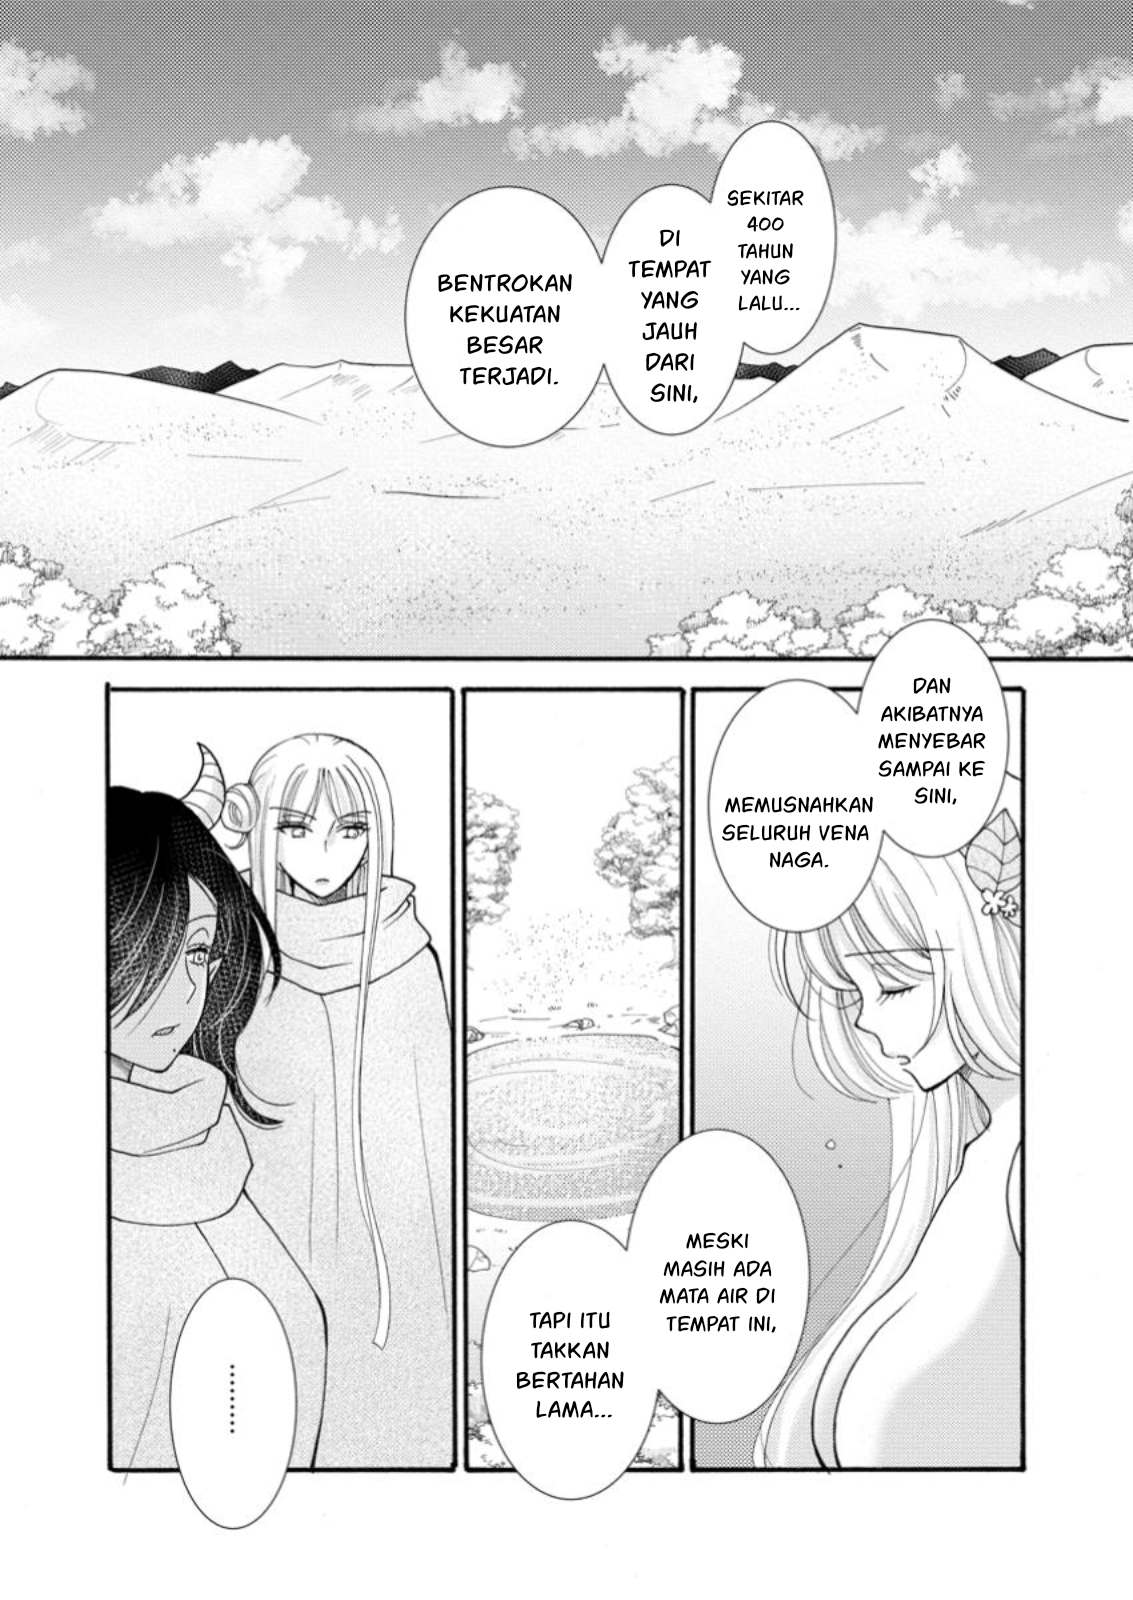 SEKITAR
400
TAHUN
YANG
LALU...
DI
TEMPAT
YANG
JAUH
DARI
SINI,
BENTROKAN
KEKUATAN
BESAR
TERJADI.
DAN
AKIBATNYA
MENYEBAR
SAMPAI KE
SINI,
MEMUSNAHKAN
SELURUH VENA
NAGA.
MESKI
MASIH ADA
MATA AIR DI
TEMPAT INI,
TAPI ITU
TAKKAN
BERTAHAN
LAMA...
........